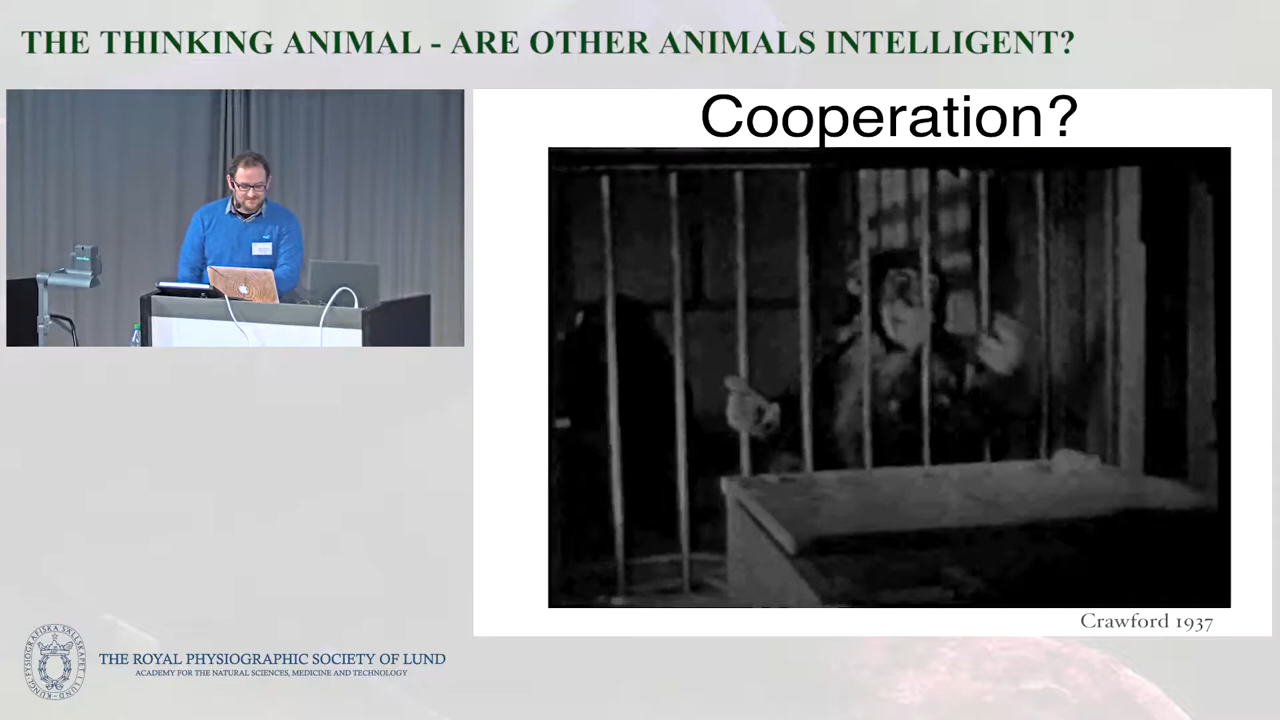 THE THINKING ANIMAL - ARE OTHER ANIMALS INTELLIGENT?
Cooperation?
Crawford 1937
THE ROYAL PHYSIOGRAPHIC SOCIETY OF LUND
ACADEMY FOR THE NATURAL SCIENCES, MEDICINE AND TECHNOLOGY